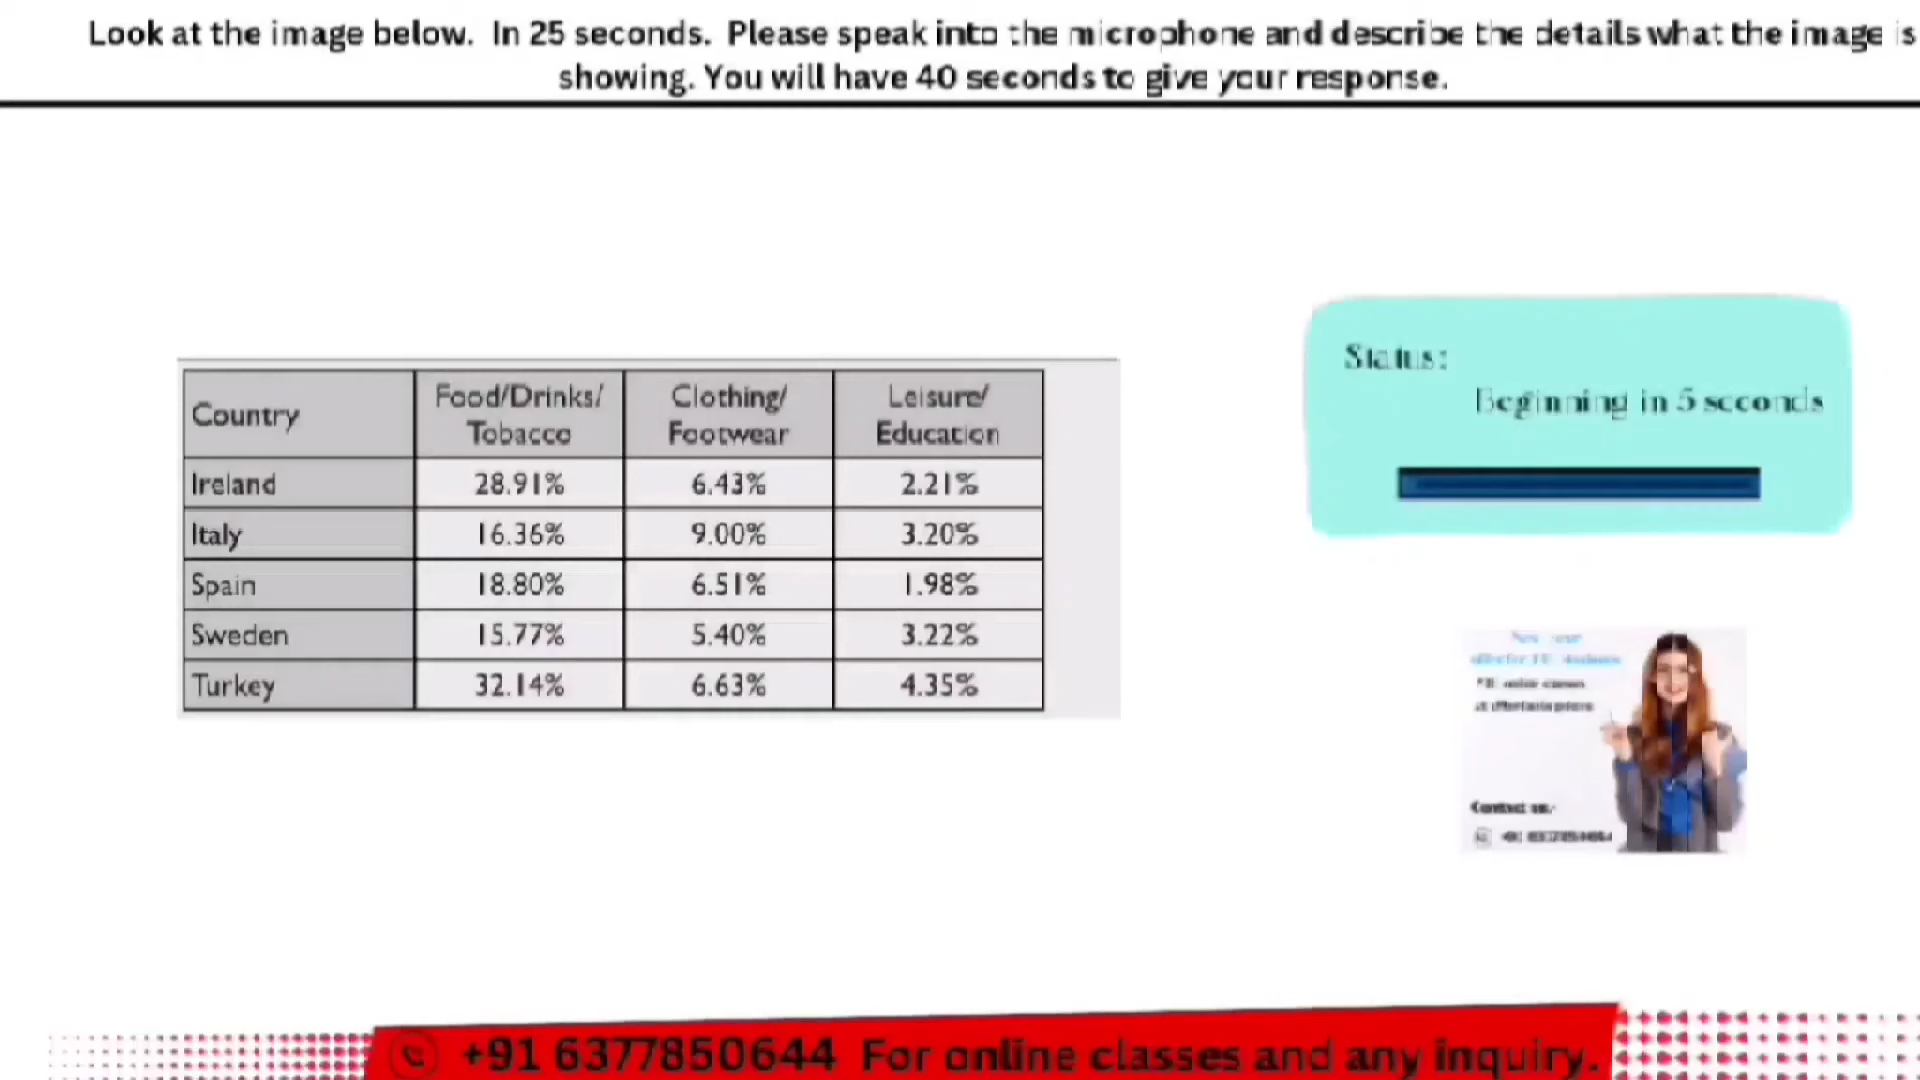 Look at the image below. In 25 seconds. Please speak into the microphone and describe the details what the image is
showing. You will have 40 seconds to give your response.
Country Food/Drinks/ Tobacco Clothing/ Footwear Leisure/ Education
Ireland 28.91% 6.43% 2.21%
Italy 16.36% 9.00% 3.20%
Spain 18.80% 6.51% 1.98%
Sweden 15.77% 5.40% 3.22%
Turkey 32.14% 6.63% 4.35%
Status:
Beginning in 5 seconds
Contact us:-
+91 6377850644 For online classes and any inquiry.